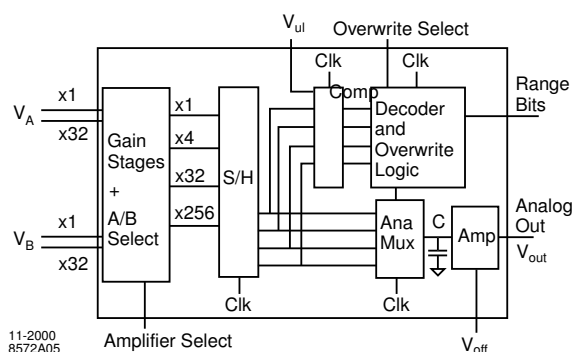 V_ul
Overwrite Select
Clk
Clk
Comp
x1
V_A
x32
Gain
Stages
+
A/B
Select
x1
x4
x32
x256
S/H
Decoder
and
Overwrite
Logic
Range
Bits
x1
V_B
x32
Ana
Mux
C
Amp
Analog
Out
V_out
Clk
Clk
11-2000
8572A05
Amplifier Select
V_off